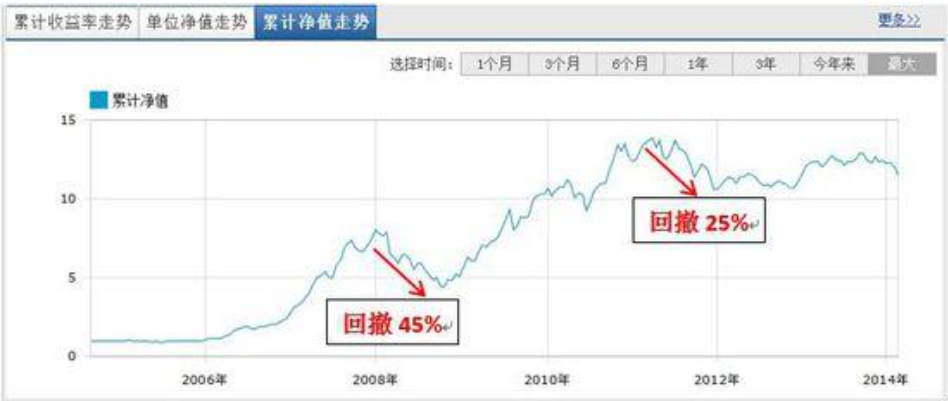 累计收益率走势 单位净值走势 累计净值走势 更多>>
选择时间： 1个月 3个月 6个月 1年 3年 今年来 最大
累计净值
15
10
回撤 25%
5
回撤 45%
0
2006年 2008年 2010年 2012年 2014年